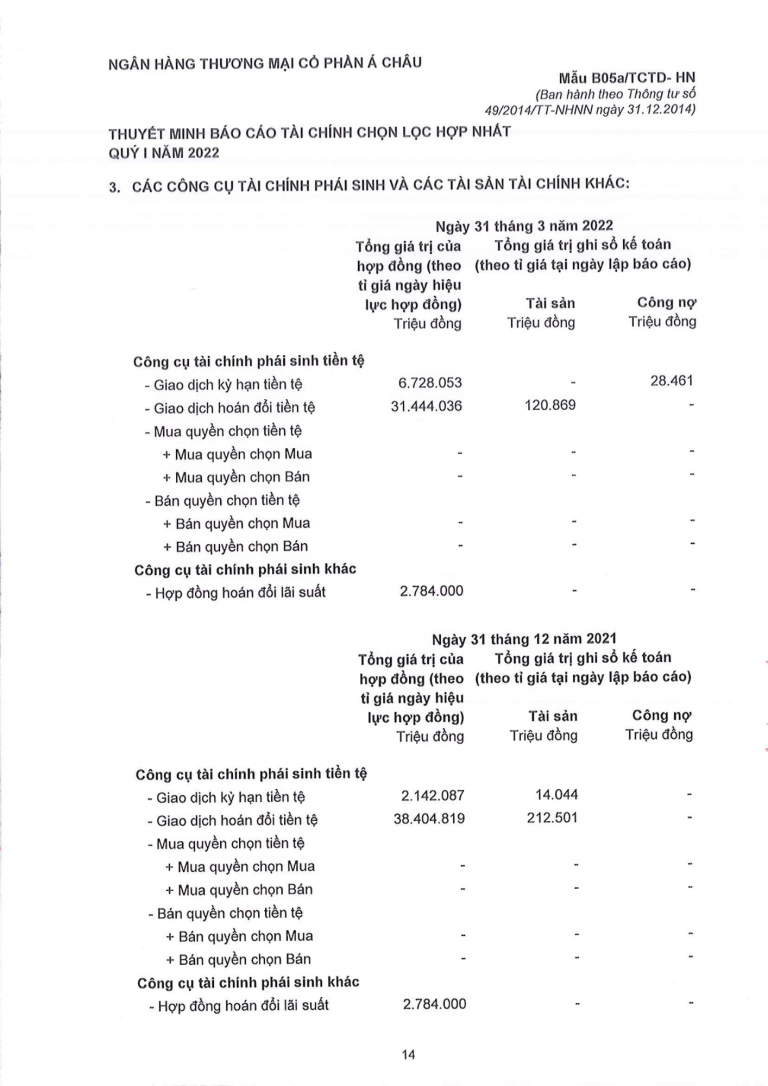 NGÂN HÀNG THƯƠNG MẠI CỔ PHẦN Á CHÂU
Mẫu B05a/TCTD- HN
(Ban hành theo Thông tư số
49/2014/TT-NHNN ngày 31.12.2014)
THUYẾT MINH BÁO CÁO TÀI CHÍNH CHỌN LỌC HỢP NHẤT
QUÝ I NĂM 2022
3. CÁC CÔNG CỤ TÀI CHÍNH PHÁI SINH VÀ CÁC TÀI SẢN TÀI CHÍNH KHÁC:
Ngày 31 tháng 3 năm 2022
Tổng giá trị của Tổng giá trị ghi sổ kế toán
hợp đồng (theo (theo tỉ giá tại ngày lập báo cáo)
tỉ giá ngày hiệu
lực hợp đồng) Tài sản Công nợ
Triệu đồng Triệu đồng Triệu đồng
Công cụ tài chính phái sinh tiền tệ
- Giao dịch kỳ hạn tiền tệ 6.728.053 - 28.461
- Giao dịch hoán đổi tiền tệ 31.444.036 120.869 -
- Mua quyền chọn tiền tệ
+ Mua quyền chọn Mua - - -
+ Mua quyền chọn Bán - - -
- Bán quyền chọn tiền tệ
+ Bán quyền chọn Mua - - -
+ Bán quyền chọn Bán - - -
Công cụ tài chính phái sinh khác
- Hợp đồng hoán đổi lãi suất 2.784.000 - -
Ngày 31 tháng 12 năm 2021
Tổng giá trị của Tổng giá trị ghi sổ kế toán
hợp đồng (theo (theo tỉ giá tại ngày lập báo cáo)
tỉ giá ngày hiệu
lực hợp đồng) Tài sản Công nợ
Triệu đồng Triệu đồng Triệu đồng
Công cụ tài chính phái sinh tiền tệ
- Giao dịch kỳ hạn tiền tệ 2.142.087 14.044 -
- Giao dịch hoán đổi tiền tệ 38.404.819 212.501 -
- Mua quyền chọn tiền tệ
+ Mua quyền chọn Mua - - -
+ Mua quyền chọn Bán - - -
- Bán quyền chọn tiền tệ
+ Bán quyền chọn Mua - - -
+ Bán quyền chọn Bán - - -
Công cụ tài chính phái sinh khác
- Hợp đồng hoán đổi lãi suất 2.784.000 - -
14